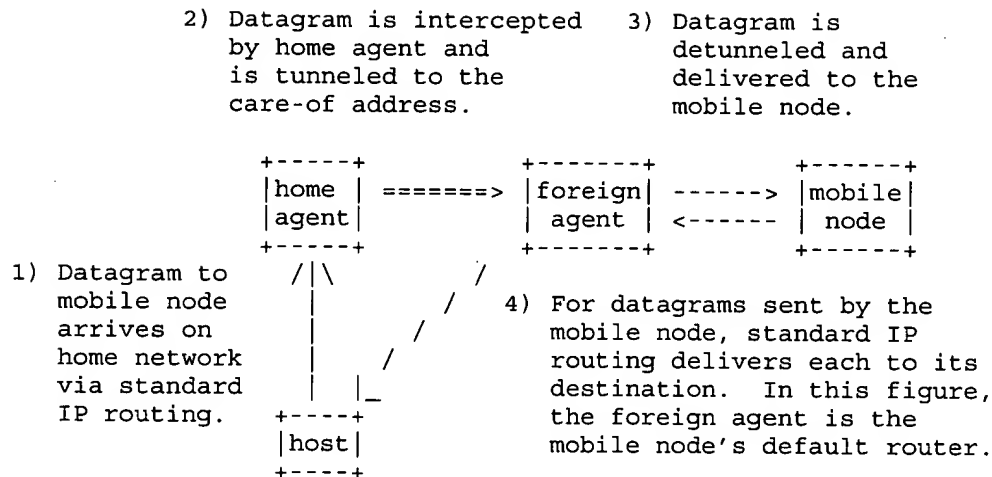 2) Datagram is intercepted
by home agent and
is tunneled to the
care-of address.
3) Datagram is
detunneled and
delivered to the
mobile node.
home
agent
foreign
agent
mobile
node
1) Datagram to
mobile node
arrives on
home network
via standard
IP routing.
4) For datagrams sent by the
mobile node, standard IP
routing delivers each to its
destination. In this figure,
the foreign agent is the
mobile node's default router.
host